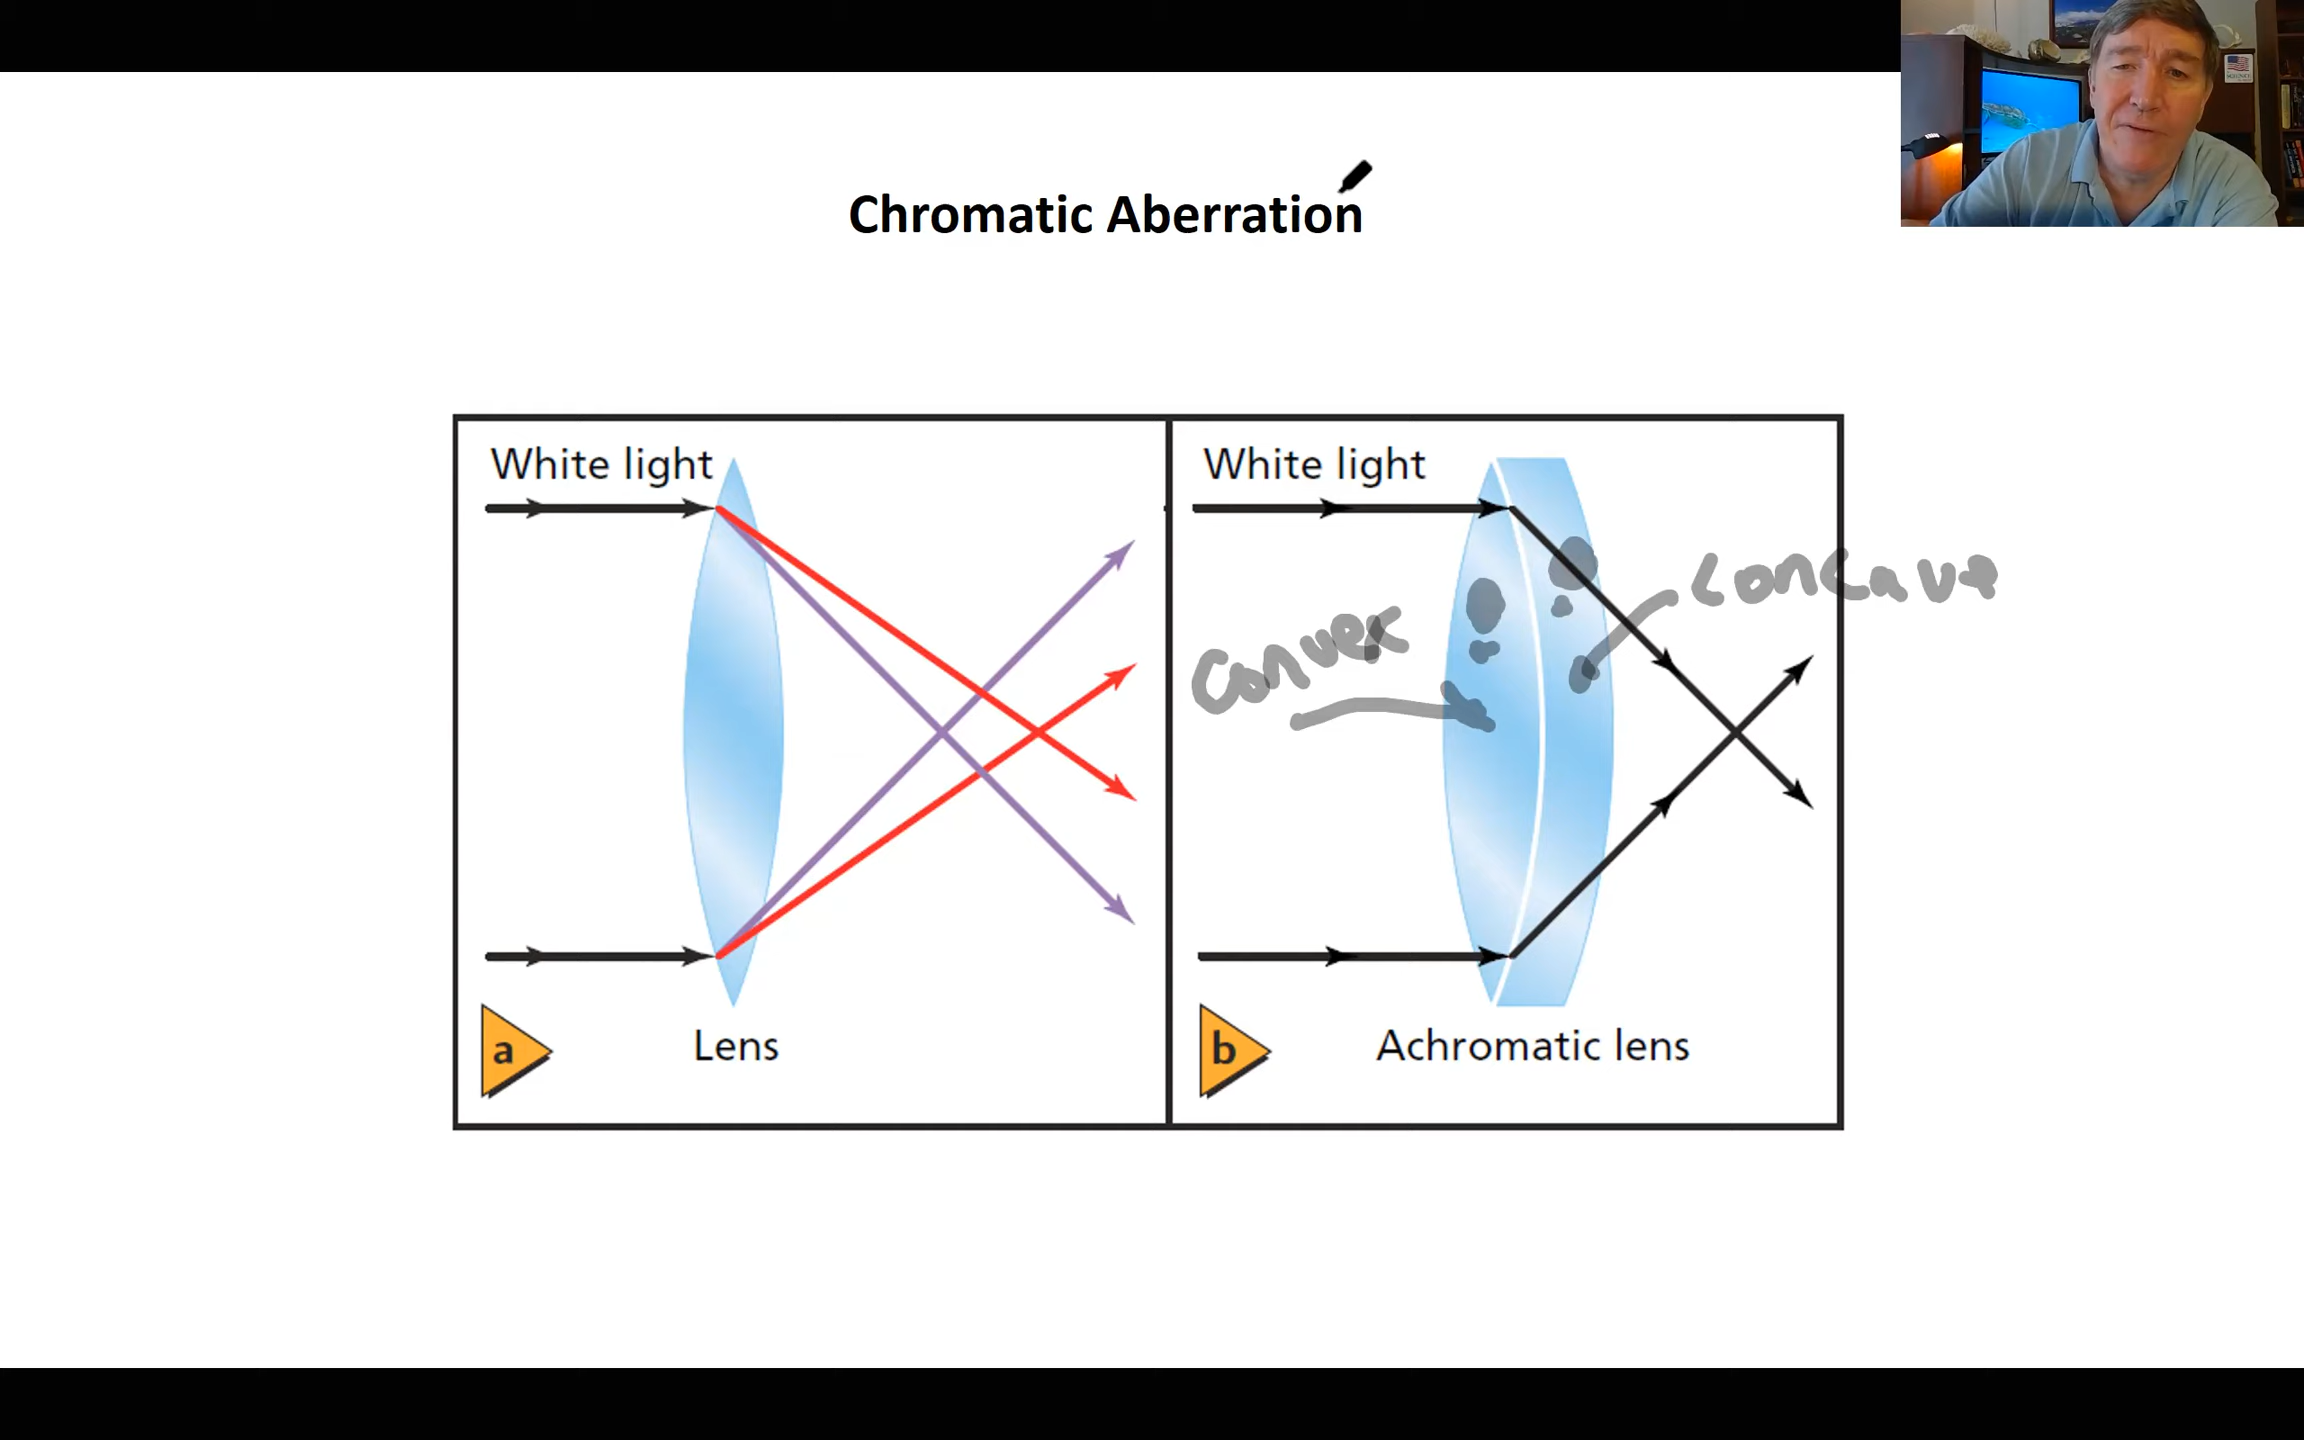 Chromatic Aberration
White light
Lens
a
White light
Convex
Concave
Achromatic lens
b